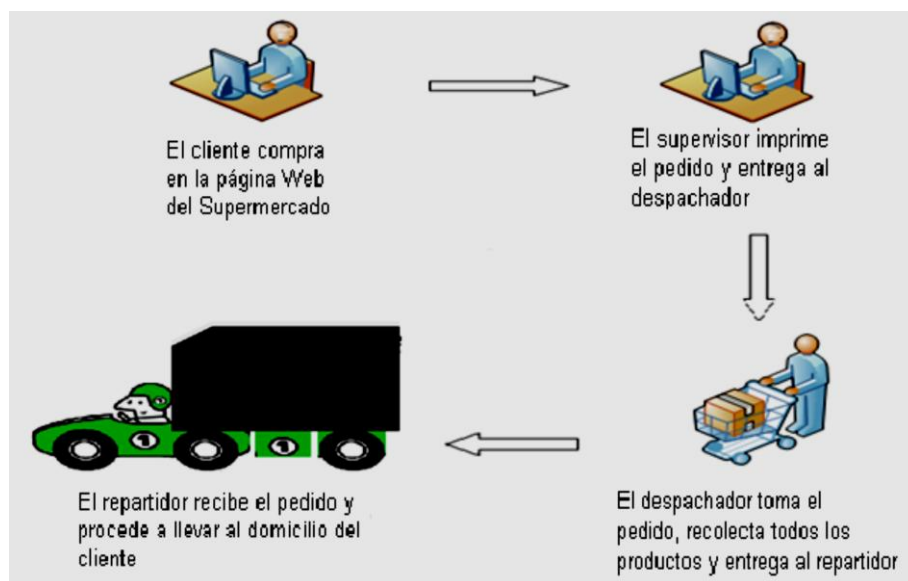 El cliente compra
en la página Web
del Supermercado
El supervisor imprime
el pedido y entrega al
despachador
El despachador toma el
pedido, recolecta todos los
productos y entrega al repartidor
1
1
El repartidor recibe el pedido y
procede a llevar al domicilio del
cliente